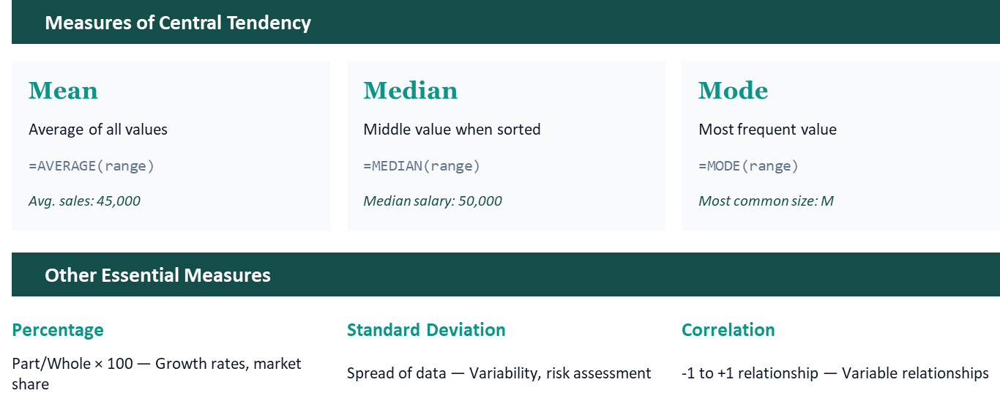 Measures of Central Tendency
Mean
Average of all values
=AVERAGE(range)
Avg. sales: 45,000
Median
Middle value when sorted
=MEDIAN(range)
Median salary: 50,000
Mode
Most frequent value
=MODE(range)
Most common size: M
Other Essential Measures
Percentage
Part/Whole × 100 — Growth rates, market
share
Standard Deviation
Spread of data — Variability, risk assessment
Correlation
-1 to +1 relationship — Variable relationships